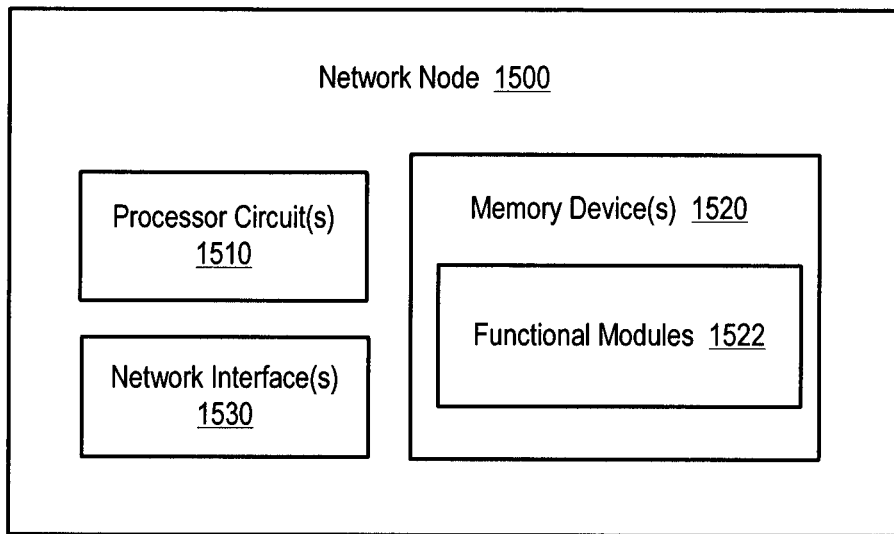 Network Node 1500
Processor Circuit(s)
1510
Memory Device(s) 1520
Functional Modules 1522
Network Interface(s)
1530